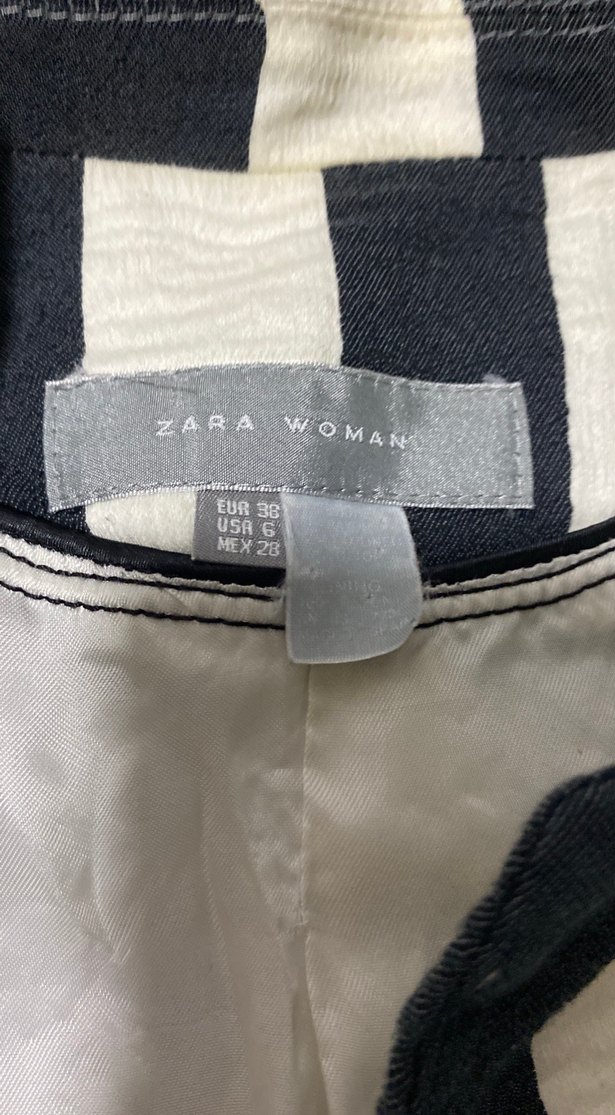 ZARA WOMAN
EUR 38
USA 6
MEX 28